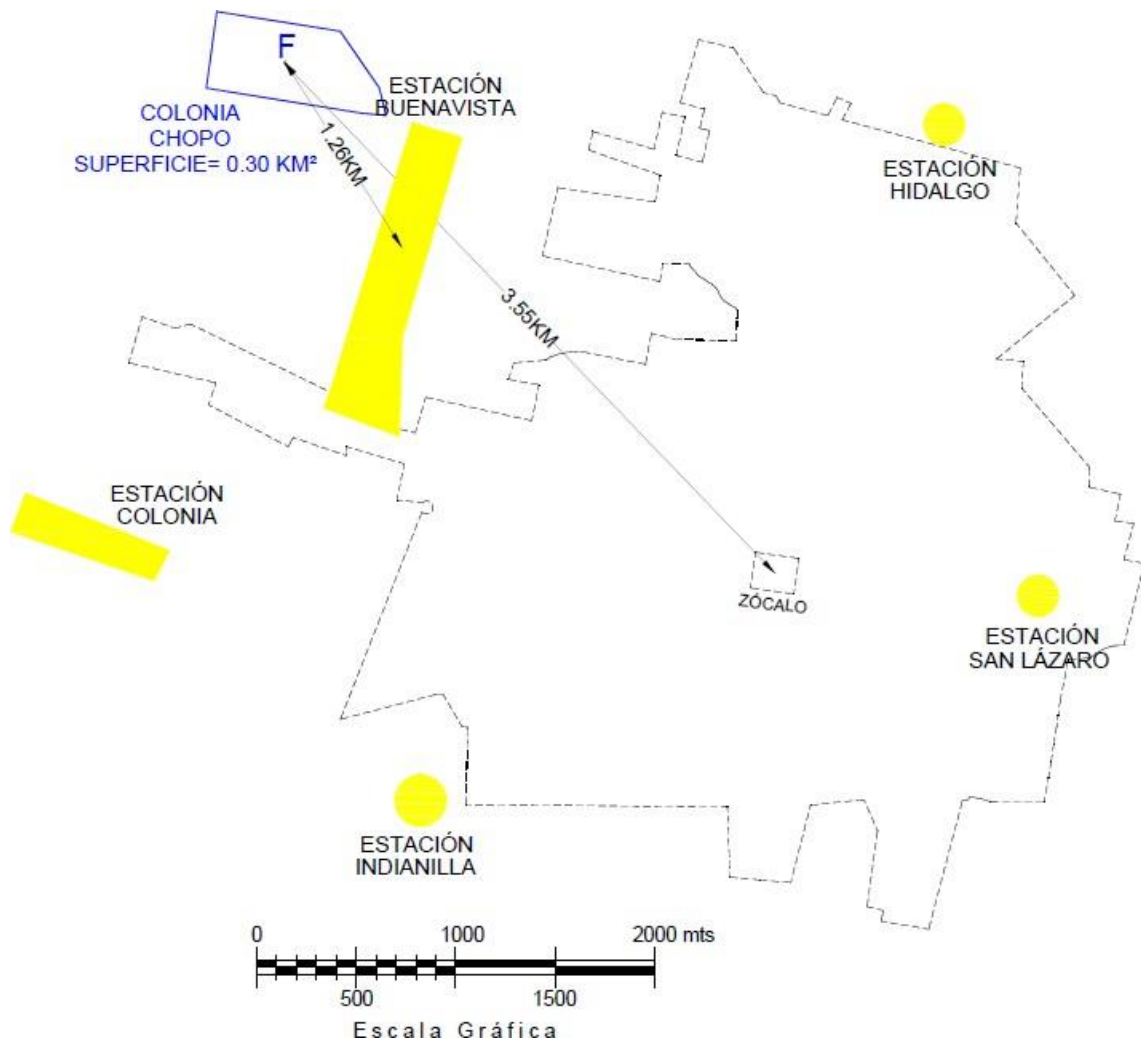 F
ESTACIÓN
BUENAVISTA
COLONIA
CHOPO
SUPERFICIE= 0.30 KM²
1.26KM
ESTACIÓN
HIDALGO
3.55KM
ESTACIÓN
COLONIA
ZÓCALO
ESTACIÓN
SAN LÁZARO
ESTACIÓN
INDIANILLA
0 1000 2000 mts
500 1500
Escala Gráfica